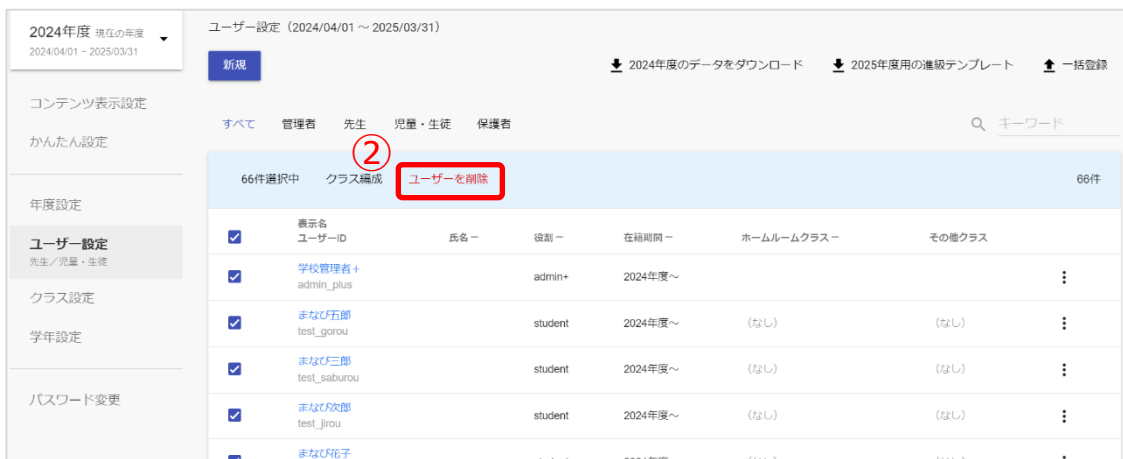 2024年度 現在の年度
2024/04/01 ~ 2025/03/31
コンテンツ表示設定
かんたん設定
年度設定
ユーザー設定
先生／児童・生徒
クラス設定
学年設定
パスワード変更
ユーザー設定（2024/04/01 ～ 2025/03/31）
新規 2024年度のデータをダウンロード 2025年度用の進級テンプレート 一括登録
すべて 管理者 先生 児童・生徒 保護者 キーワード
②
66件選択中 クラス編成 ユーザーを削除 66件
表示名
ユーザーID 氏名 ー 役割 ー 在籍期間 ー ホームルームクラス ー その他クラス
学校管理者＋
admin_plus admin+ 2024年度～
まなび五郎
test_gorou student 2024年度～ （なし） （なし）
まなび三郎
test_saburou student 2024年度～ （なし） （なし）
まなび次郎
test_jirou student 2024年度～ （なし） （なし）
まなび花子